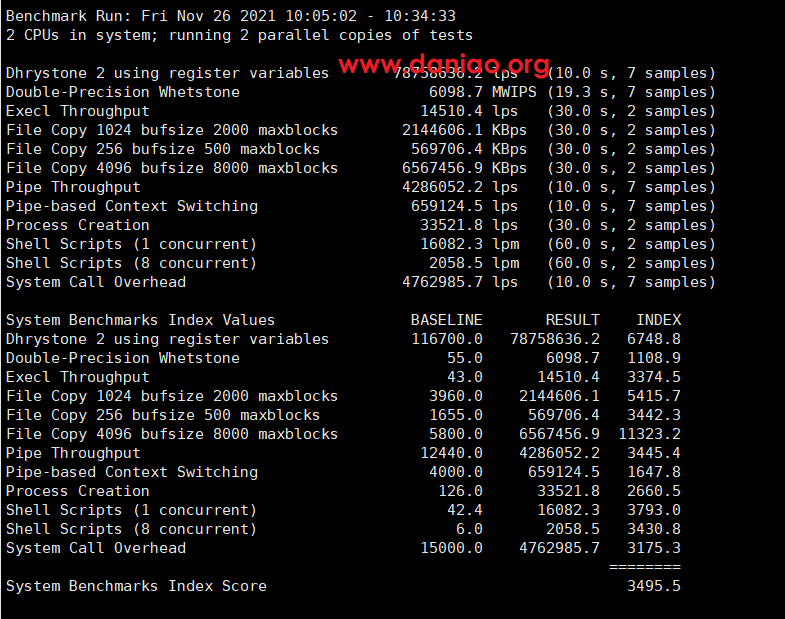 Benchmark Run: Fri Nov 26 2021 10:05:02 - 10:34:33
2 CPUs in system; running 2 parallel copies of tests
www.daniao.org
Dhrystone 2 using register variables 78758636.2 lps (10.0 s, 7 samples)
Double-Precision Whetstone 6098.7 MWIPS (19.3 s, 7 samples)
Execl Throughput 14510.4 lps (30.0 s, 2 samples)
File Copy 1024 bufsize 2000 maxblocks 2144606.1 KBps (30.0 s, 2 samples)
File Copy 256 bufsize 500 maxblocks 569706.4 KBps (30.0 s, 2 samples)
File Copy 4096 bufsize 8000 maxblocks 6567456.9 KBps (30.0 s, 2 samples)
Pipe Throughput 4286052.2 lps (10.0 s, 7 samples)
Pipe-based Context Switching 659124.5 lps (10.0 s, 7 samples)
Process Creation 33521.8 lps (30.0 s, 2 samples)
Shell Scripts (1 concurrent) 16082.3 lpm (60.0 s, 2 samples)
Shell Scripts (8 concurrent) 2058.5 lpm (60.0 s, 2 samples)
System Call Overhead 4762985.7 lps (10.0 s, 7 samples)
System Benchmarks Index Values BASELINE RESULT INDEX
Dhrystone 2 using register variables 116700.0 78758636.2 6748.8
Double-Precision Whetstone 55.0 6098.7 1108.9
Execl Throughput 43.0 14510.4 3374.5
File Copy 1024 bufsize 2000 maxblocks 3960.0 2144606.1 5415.7
File Copy 256 bufsize 500 maxblocks 1655.0 569706.4 3442.3
File Copy 4096 bufsize 8000 maxblocks 5800.0 6567456.9 11323.2
Pipe Throughput 12440.0 4286052.2 3445.4
Pipe-based Context Switching 4000.0 659124.5 1647.8
Process Creation 126.0 33521.8 2660.5
Shell Scripts (1 concurrent) 42.4 16082.3 3793.0
Shell Scripts (8 concurrent) 6.0 2058.5 3430.8
System Call Overhead 15000.0 4762985.7 3175.3
========
System Benchmarks Index Score 3495.5